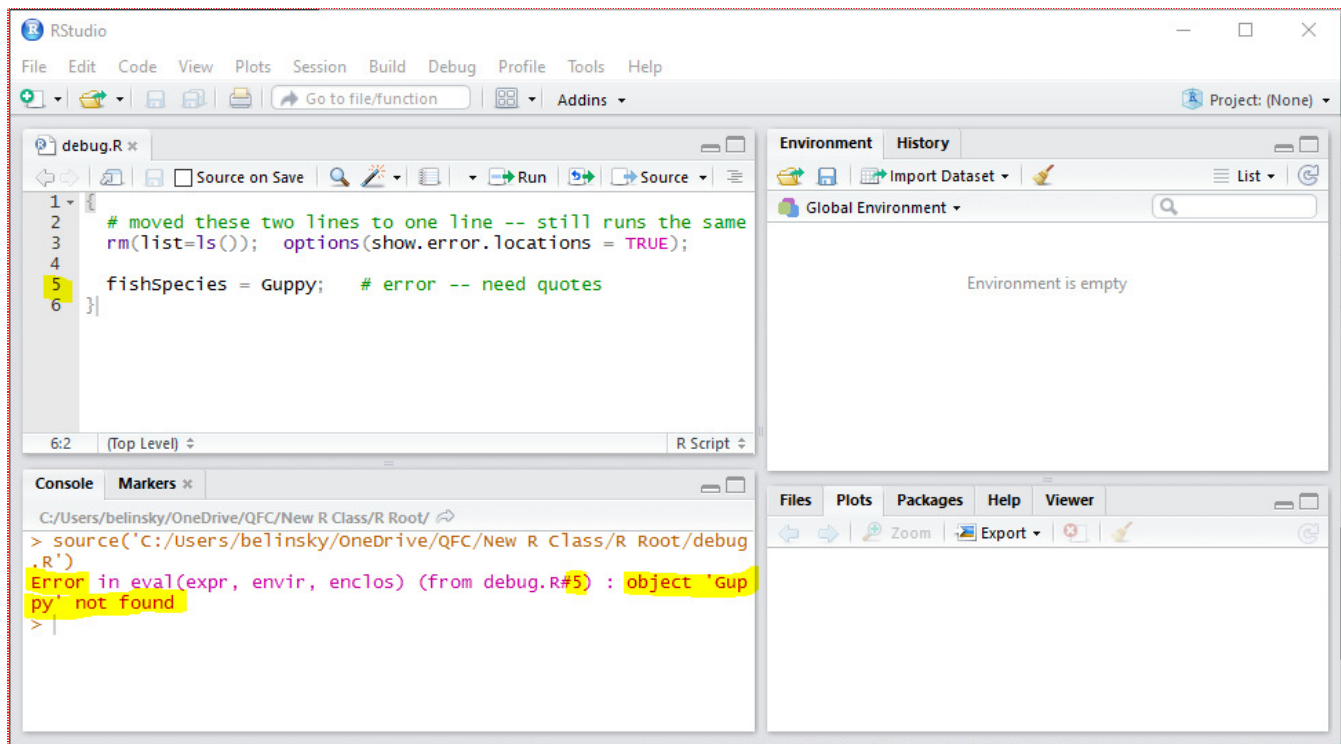 RStudio
File Edit Code View Plots Session Build Debug Profile Tools Help
Go to file/function Addins Project: (None)
debug.R
Source on Save Run Source
1 {
2 # moved these two lines to one line -- still runs the same
3 rm(list=ls()); options(show.error.locations = TRUE);
4
5 fishSpecies = Guppy; # error -- need quotes
6 }
6:2 (Top Level) R Script
Console Markers
C:/Users/belinsky/OneDrive/QFC/New R Class/R Root/
> source('C:/Users/belinsky/OneDrive/QFC/New R Class/R Root/debug
.R')
Error in eval(expr, envir, enclos) (from debug.R#5) : object 'Gup
py' not found
>
Environment History
Import Dataset List
Global Environment
Environment is empty
Files Plots Packages Help Viewer
Zoom Export